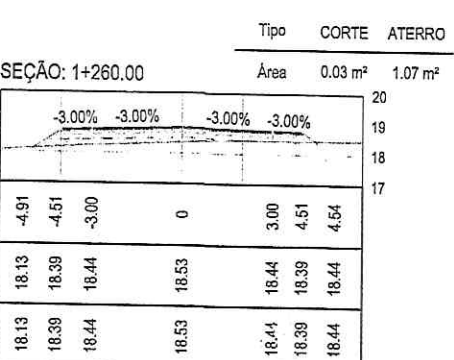 Tipo CORTE ATERRO
SEÇÃO: 1+260.00 Área 0.03 m² 1.07 m²
20
-3.00% -3.00% -3.00% -3.00%
19
18
17
-4.91 -4.51 -3.00 0 3.00 4.51 4.54
18.13 18.39 18.44 18.53 18.44 18.39 18.44
18.13 18.39 18.44 18.53 18.44 18.39 18.44